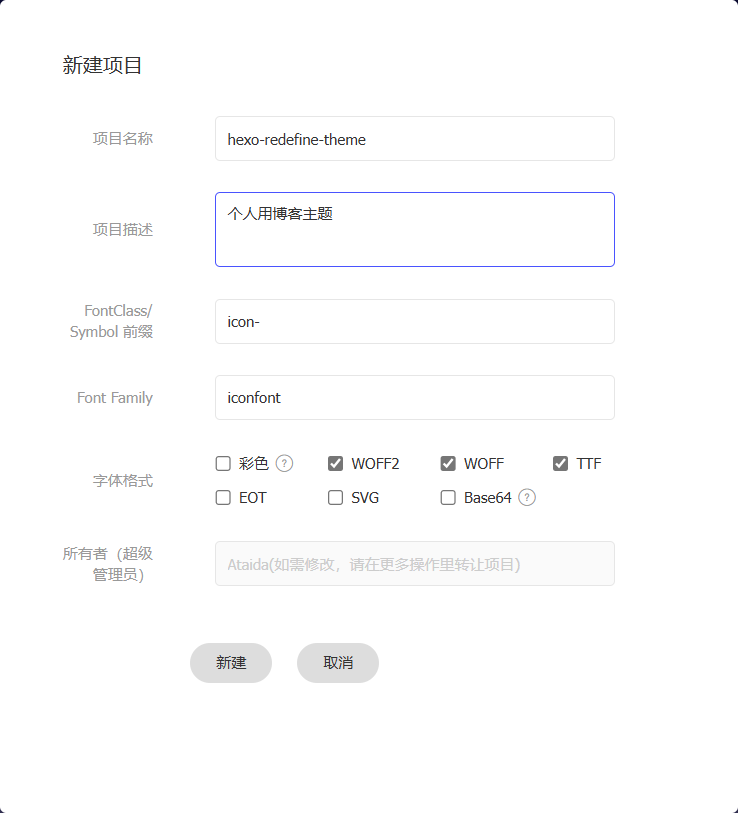 新建项目
项目名称
hexo-redefine-theme
项目描述
个人用博客主题
FontClass/
Symbol 前缀
icon-
Font Family
iconfont
字体格式
彩色 ? WOFF2 WOFF TTF
EOT SVG Base64 ?
所有者（超级
管理员）
Ataida(如需修改，请在更多操作里转让项目)
新建 取消